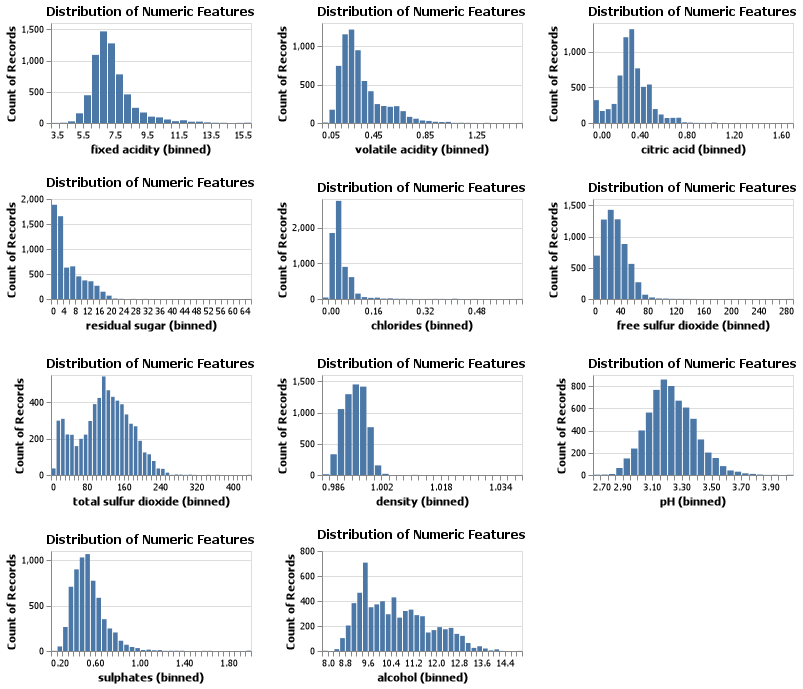 Distribution of Numeric Features
Count of Records
1,500
1,000
500
0
3.5 5.5 7.5 9.5 11.5 13.5 15.5
fixed acidity (binned)
Distribution of Numeric Features
Count of Records
1,000
500
0
0.05 0.45 0.85 1.25
volatile acidity (binned)
Distribution of Numeric Features
Count of Records
1,000
500
0
0.00 0.40 0.80 1.20 1.60
citric acid (binned)
Distribution of Numeric Features
Count of Records
2,000
1,500
1,000
500
0
0 4 8 12 16 20 24 28 32 36 40 44 48 52 56 60 64
residual sugar (binned)
Distribution of Numeric Features
Count of Records
2,000
1,000
0
0.00 0.16 0.32 0.48
chlorides (binned)
Distribution of Numeric Features
Count of Records
1,500
1,000
500
0
0 40 80 120 160 200 240 280
free sulfur dioxide (binned)
Distribution of Numeric Features
Count of Records
400
200
0
0 80 160 240 320 400
total sulfur dioxide (binned)
Distribution of Numeric Features
Count of Records
1,500
1,000
500
0
0.986 1.002 1.018 1.034
density (binned)
Distribution of Numeric Features
Count of Records
800
600
400
200
0
2.70 2.90 3.10 3.30 3.50 3.70 3.90
pH (binned)
Distribution of Numeric Features
Count of Records
1,000
500
0
0.20 0.60 1.00 1.40 1.80
sulphates (binned)
Distribution of Numeric Features
Count of Records
800
600
400
200
0
8.0 8.8 9.6 10.4 11.2 12.0 12.8 13.6 14.4
alcohol (binned)